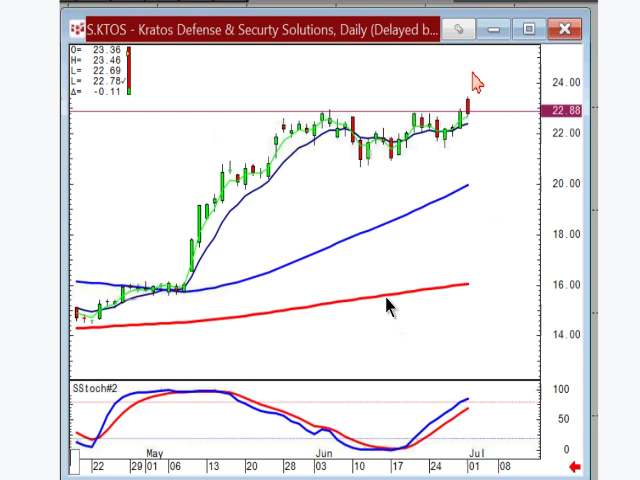 S.KTOS - Kratos Defense & Securty Solutions, Daily (Delayed b...
O= 23.36
H= 23.46
L= 22.69
L= 22.78✓
Δ= -0.11
24.00
22.88
22.00
20.00
18.00
16.00
14.00
SStoch#2
100
50
0
May Jun Jul
22 29 01 06 13 20 28 03 10 17 24 01 08